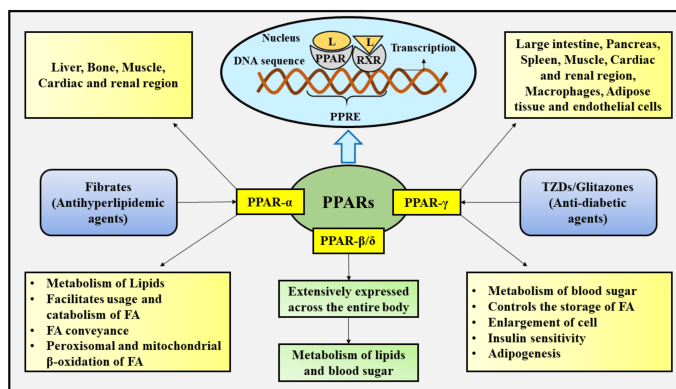 Liver, Bone, Muscle,
Cardiac and renal region
Nucleus
L
L
PPAR
RXR
Transcription
DNA sequence
PPRE
Large intestine, Pancreas,
Spleen, Muscle, Cardiac
and renal region,
Macrophages, Adipose
tissue and endothelial cells
Fibrates
(Antihyperlipidemic
agents)
PPAR-α
PPARs
PPAR-γ
PPAR-β/δ
TZDs/Glitazones
(Anti-diabetic
agents)
• Metabolism of Lipids
• Facilitates usage and
catabolism of FA
• FA conveyance
• Peroxisomal and mitochondrial
β-oxidation of FA
Extensively expressed
across the entire body
Metabolism of lipids
and blood sugar
• Metabolism of blood sugar
• Controls the storage of FA
• Enlargement of cell
• Insulin sensitivity
• Adipogenesis